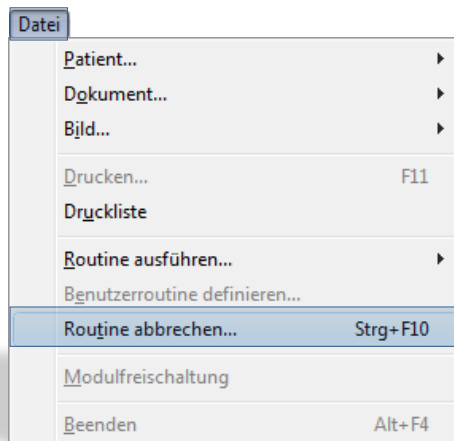 Datei
Patient...
Dokument...
Bild...
Drucken... F11
Druckliste
Routine ausführen...
Benutzerroutine definieren...
Routine abbrechen... Strg+F10
Modulfreischaltung
Beenden Alt+F4